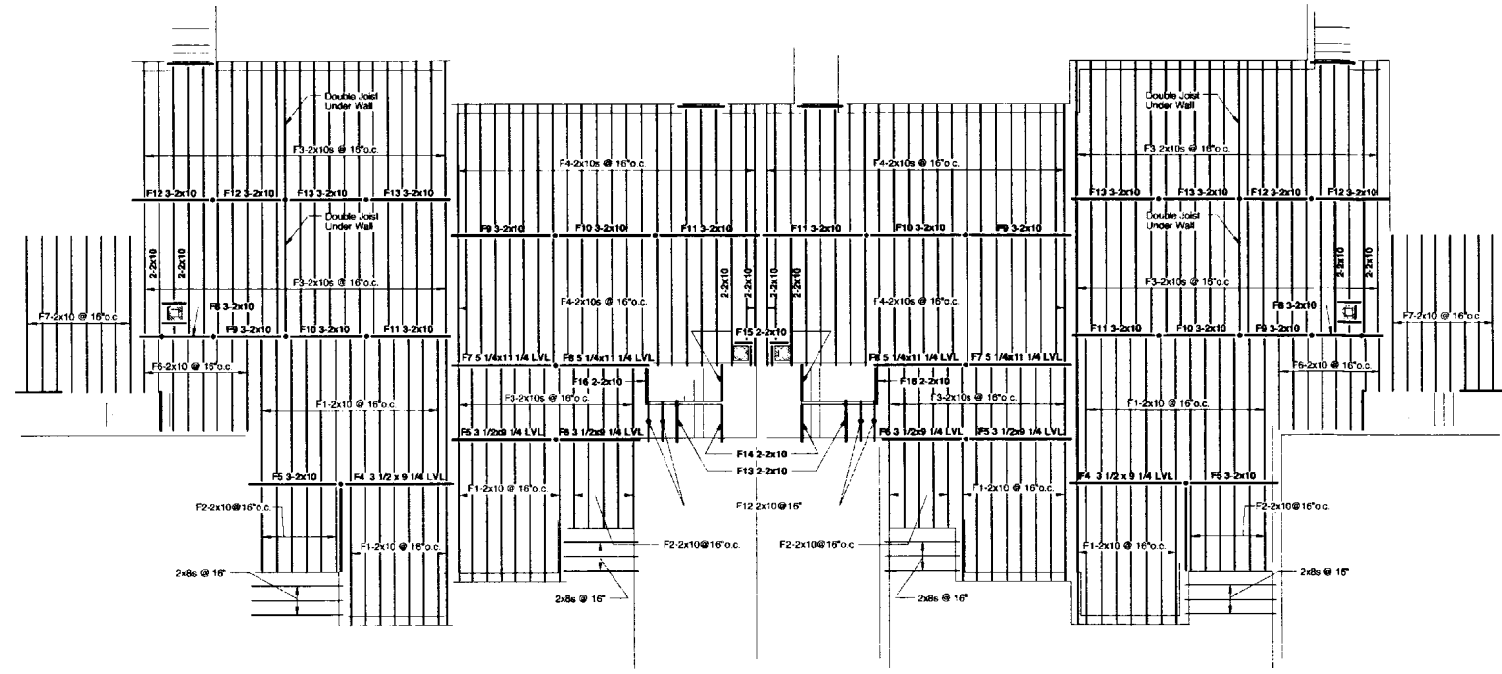 Double Joist
Under Wall
Double Joist
Under Wall
F3-2x10s @ 16"o.c.
F3 2x10s @ 16"o.c.
F4-2x10s @ 16"o.c.
F4-2x10s @ 16"o.c.
F12 3-2x10
F12 3-2x10
F13 3-2x10
F13 3-2x10
F13 3-2x10
F13 3-2x10
F12 3-2x10
F12 3-2x10
Double Joist
Under Wall
Double Joist
Under Wall
F9 3-2x10
F10 3-2x10
F11 3-2x10
F11 3-2x10
F10 3-2x10
F9 3-2x10
2-2x10
2-2x10
2-2x10
2-2x10
2-2x10
2-2x10
2-2x10
2-2x10
F3-2x10s @ 16"o.c.
F3-2x10s @ 16"o.c.
F4-2x10s @ 16"o.c.
F4-2x10s @ 16"o.c.
F8 3-2x10
F8 3-2x10
F7-2x10 @ 16"o.c
F7-2x10 @ 16"o.c.
1
F9 3-2x10
F10 3-2x10
F11 3-2x10
F15 2-2x10
F11 3-2x10
F10 3-2x10
F9 3-2x10
F7 5 1/4x11 1/4 LVL
F8 5 1/4x11 1/4 LVL
F8 5 1/4x11 1/4 LVL
F7 5 1/4x11 1/4 LVL
F6-2x10 @ 16"o.c.
F6-2x10 @ 16"o.c.
F16 2-2x10
F16 2-2x10
F3-2x10s @ 16"o.c.
F3-2x10s @ 16"o.c.
F1-2x10 @ 16"o.c.
F1-2x10 @ 16"o.c.
F5 3 1/2x9 1/4 LVL
F6 3 1/2x9 1/4 LVL
F6 3 1/2x9 1/4 LVL
F5 3 1/2x9 1/4 LVL
F14 2-2x10
F13 2-2x10
F5 3-2x10
F4 3 1/2 x 9 1/4 LVL
F4 3 1/2 x 9 1/4 LVL
F5 3-2x10
F1-2x10 @ 16"o.c.
F1-2x10 @ 16"o.c.
F2-2x10@16"o.c.
F12 2x10@16"
F2-2x10@16"o.c.
F1-2x10 @ 16"o.c.
F2-2x10@16"o.c.
F2-2x10@16"o.c
F1-2x10 @ 16"o.c.
2x8s @ 16"
2x8s @ 16"
2x8s @ 16"
2x8s @ 16"